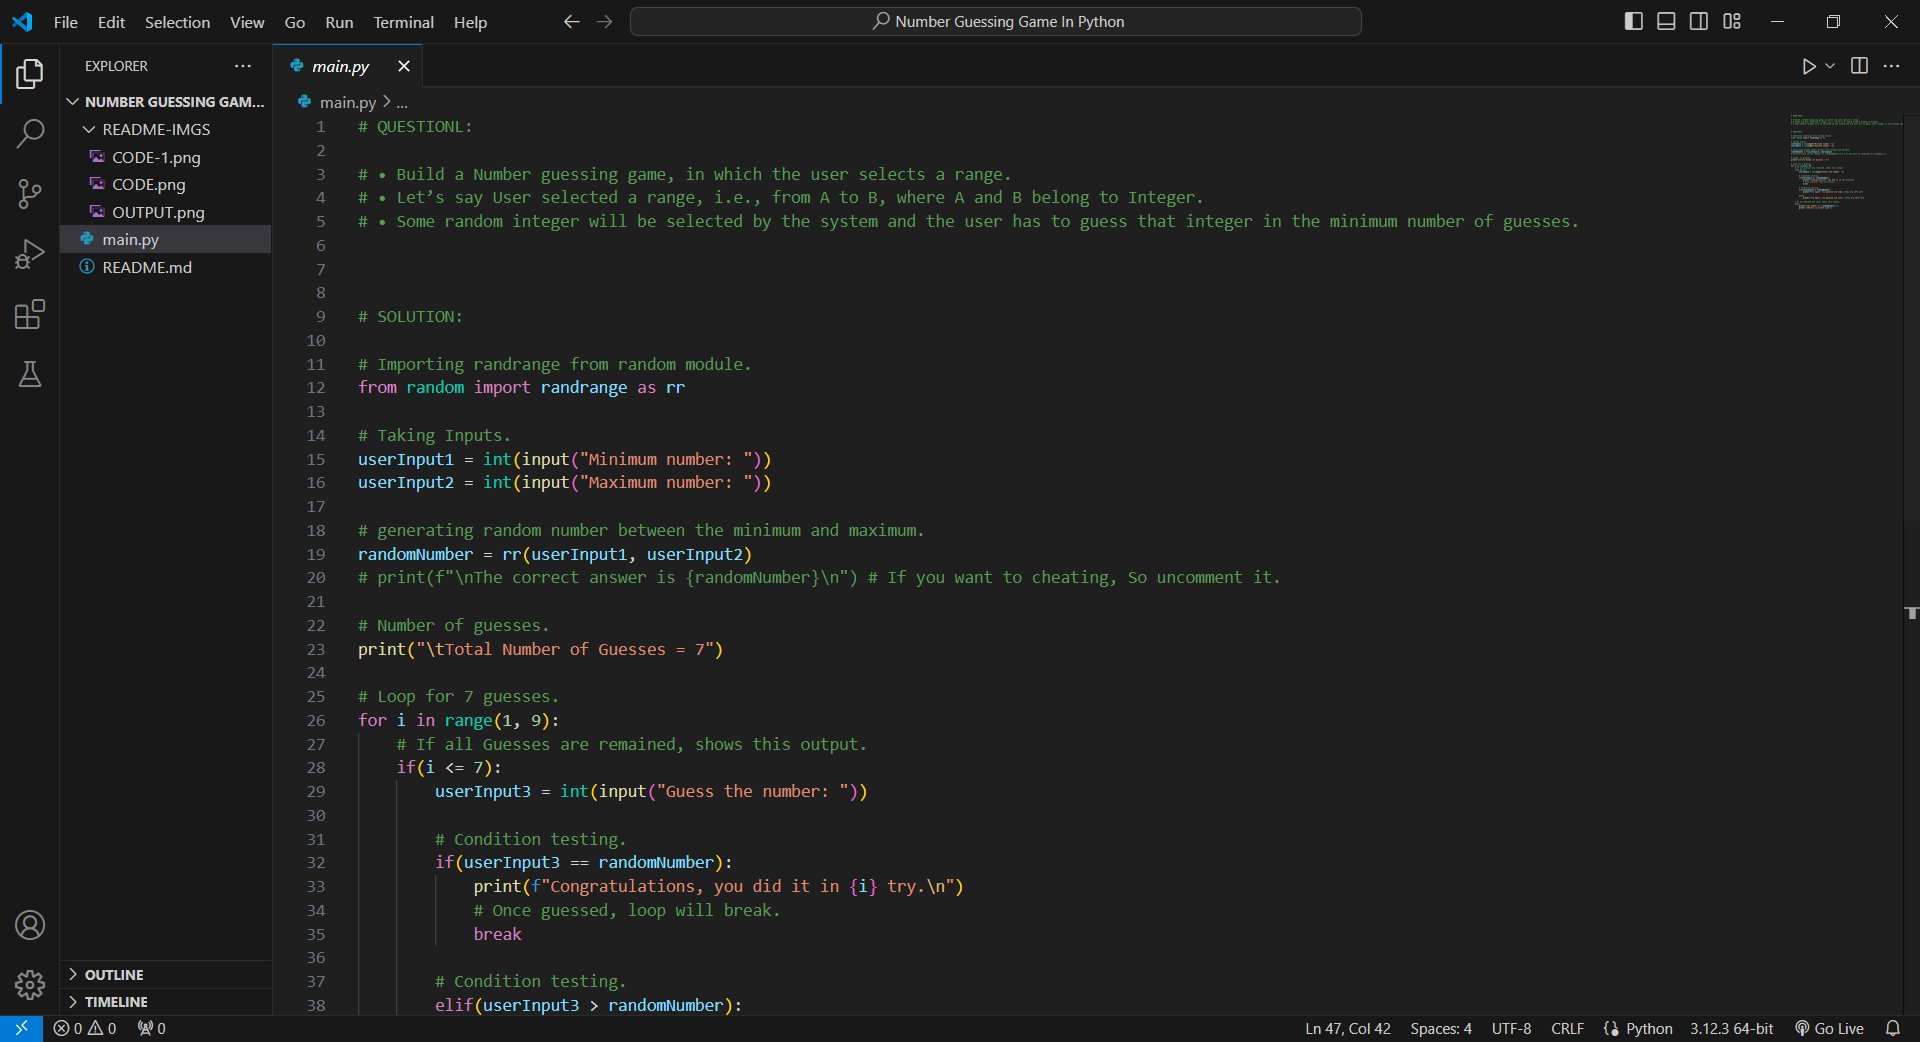 File Edit Selection View Go Run Terminal Help
Number Guessing Game In Python
EXPLORER
NUMBER GUESSING GAM...
README-IMGS
CODE-1.png
CODE.png
OUTPUT.png
main.py
README.md
OUTLINE
TIMELINE
main.py
main.py > ...
1 # QUESTIONL:
2
3 # • Build a Number guessing game, in which the user selects a range.
4 # • Let’s say User selected a range, i.e., from A to B, where A and B belong to Integer.
5 # • Some random integer will be selected by the system and the user has to guess that integer in the minimum number of guesses.
6
7
8
9 # SOLUTION:
10
11 # Importing randrange from random module.
12 from random import randrange as rr
13
14 # Taking Inputs.
15 userInput1 = int(input("Minimum number: "))
16 userInput2 = int(input("Maximum number: "))
17
18 # generating random number between the minimum and maximum.
19 randomNumber = rr(userInput1, userInput2)
20 # print(f"\nThe correct answer is {randomNumber}\n") # If you want to cheating, So uncomment it.
21
22 # Number of guesses.
23 print("\tTotal Number of Guesses = 7")
24
25 # Loop for 7 guesses.
26 for i in range(1, 9):
27     # If all Guesses are remained, shows this output.
28     if(i <= 7):
29         userInput3 = int(input("Guess the number: "))
30
31         # Condition testing.
32         if(userInput3 == randomNumber):
33             print(f"Congratulations, you did it in {i} try.\n")
34             # Once guessed, loop will break.
35             break
36
37         # Condition testing.
38         elif(userInput3 > randomNumber):
0 0 0
Ln 47, Col 42 Spaces: 4 UTF-8 CRLF Python 3.12.3 64-bit Go Live